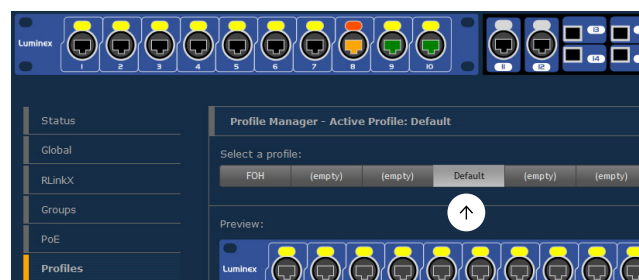 Luminex
1 2 3 4 5 6 7 8 9 10 11 12 13
14
Status
Global
RLinkX
Groups
PoE
Profiles
Profile Manager - Active Profile: Default
Select a profile:
FOH (empty) (empty) Default (empty) (empty)
Preview:
Luminex